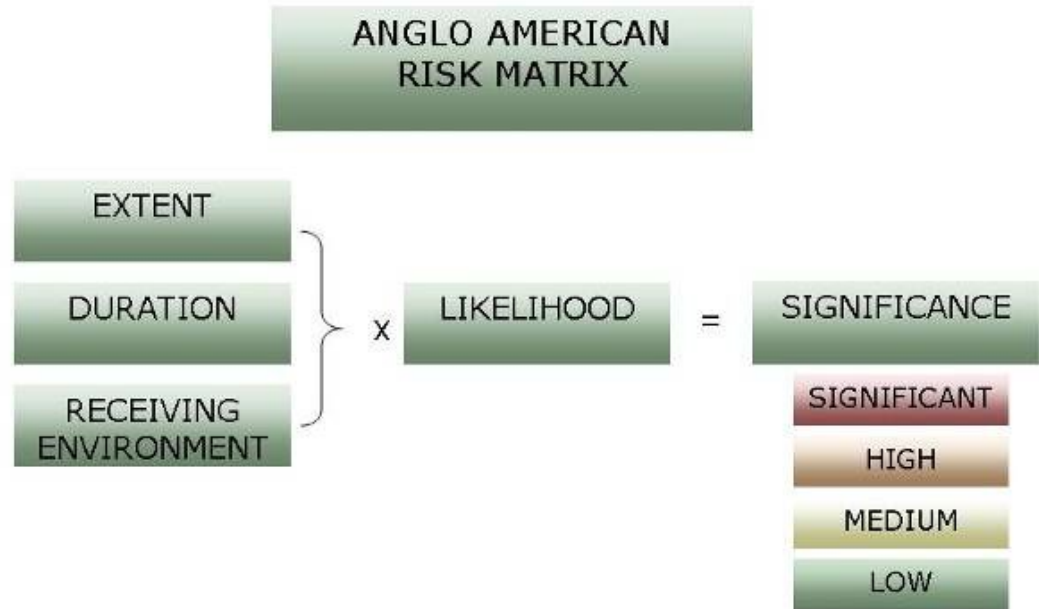 ANGLO AMERICAN
RISK MATRIX
EXTENT
DURATION
RECEIVING
ENVIRONMENT
x
LIKELIHOOD
=
SIGNIFICANCE
SIGNIFICANT
HIGH
MEDIUM
LOW